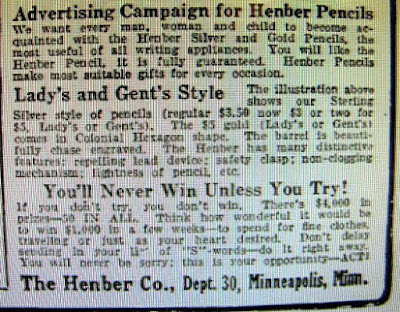 Advertising Campaign for Henber Pencils
We want every man, woman and child to become ac-
quainted with the Henber Silver and Gold Pencils, the
most useful of all writing appliances. You will like the
Henber Pencil, it is fully guaranteed. Henber Pencils
make most suitable gifts for every occasion.
Lady's and Gent's Style
The illustration above
shows our Sterling
Silver style of pencils (regular $3.50 now $3 or two for
$5, Lady's or Gent's). The $5 gold (Lady's or Gent's)
comes in Colonial Hextagon shape. The barrel is beauti-
fully chase engraved. The Henber has many distinctive
features; repelling lead device; safety clasp; non-clogging
mechanism; lightness of pencil, etc.
You'll Never Win Unless You Try!
If you don't try, you don't win. There's $4,000 in
prizes—50 IN ALL. Think how wonderful it would be
to win $1,000 in a few weeks—to spend for fine clothes,
traveling or just as your heart desired. Don't delay
sending in your list of "S"-words—do it right away.
You will never be sorry; this is your opportunity—ACT!
The Henber Co., Dept. 30, Minneapolis, Minn.